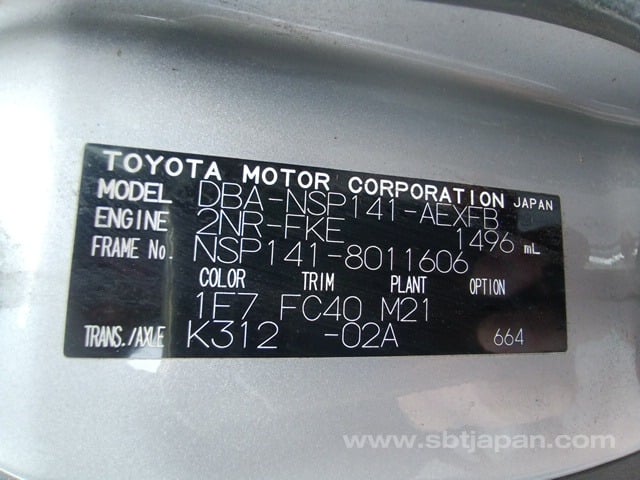 TOYOTA MOTOR CORPORATION JAPAN
MODEL DBA-NSP141-AEXFB
ENGINE 2NR-FKE 1496 mL
FRAME No. NSP141-8011606
COLOR TRIM PLANT OPTION
1F7 FC40 M21
TRANS./AXLE K312 -02A 664
www.sbtjapan.com